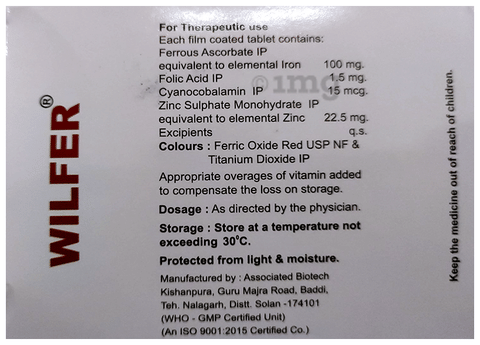 WILFER®
For Therapeutic use
Each film coated tablet contains:
Ferrous Ascorbate IP
equivalent to elemental Iron 100 mg.
Folic Acid IP 1.5 mg.
Cyanocobalamin IP 15 mcg.
Zinc Sulphate Monohydrate IP
equivalent to elemental Zinc 22.5 mg.
Excipients q.s.
Colours : Ferric Oxide Red USP NF &
Titanium Dioxide IP
Appropriate overages of vitamin added
to compensate the loss on storage.
Dosage : As directed by the physician.
Storage : Store at a temperature not
exceeding 30°C.
Protected from light & moisture.
Manufactured by : Associated Biotech
Kishanpura, Guru Majra Road, Baddi,
Teh. Nalagarh, Distt. Solan -174101
(WHO - GMP Certified Unit)
(An ISO 9001:2015 Certified Co.)
Keep the medicine out of reach of children.
©1mg